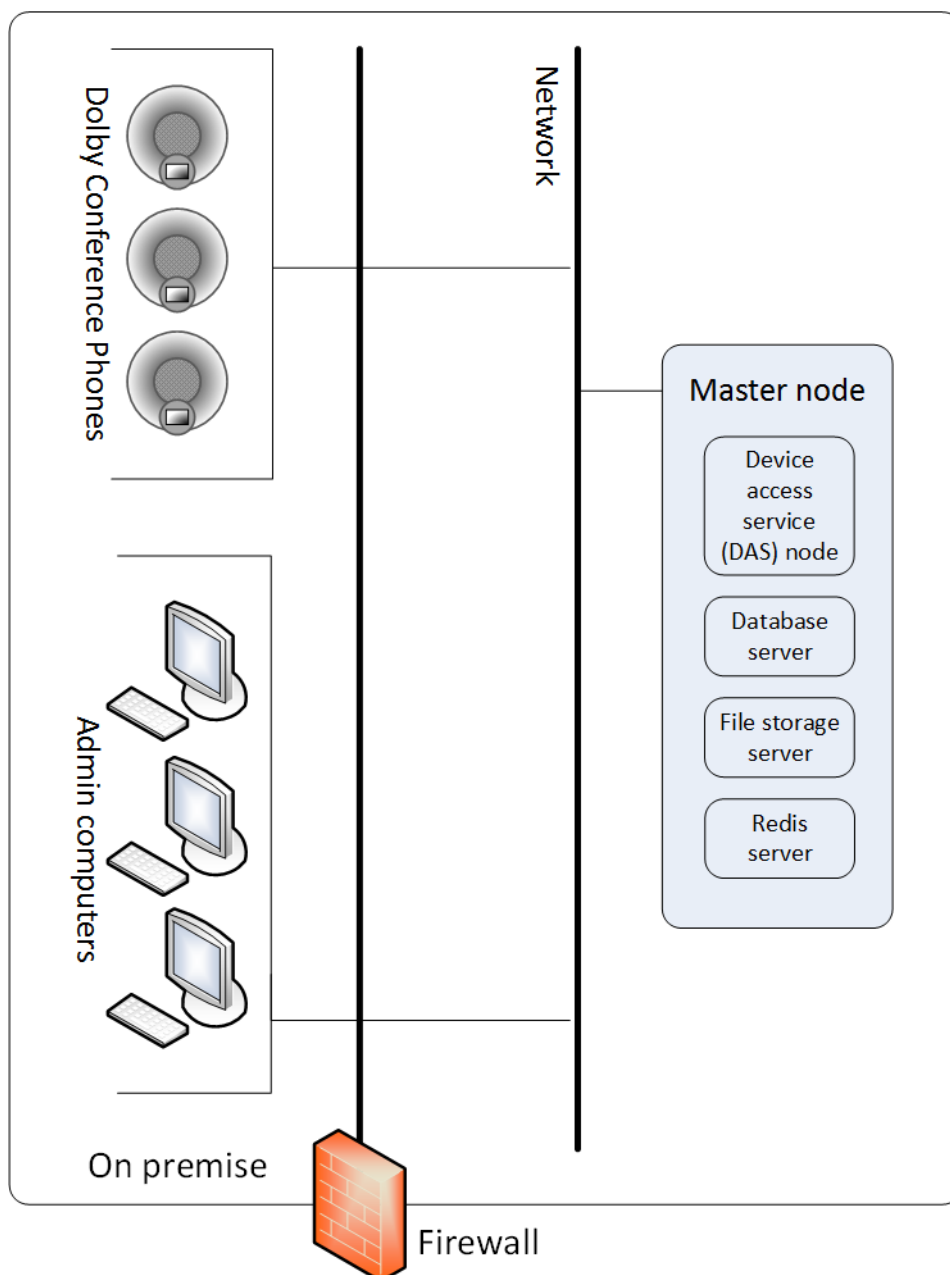 Dolby Conference Phones
Network
Master node
Device
access
service
(DAS) node
Database
server
File storage
server
Redis
server
Admin computers
On premise
Firewall